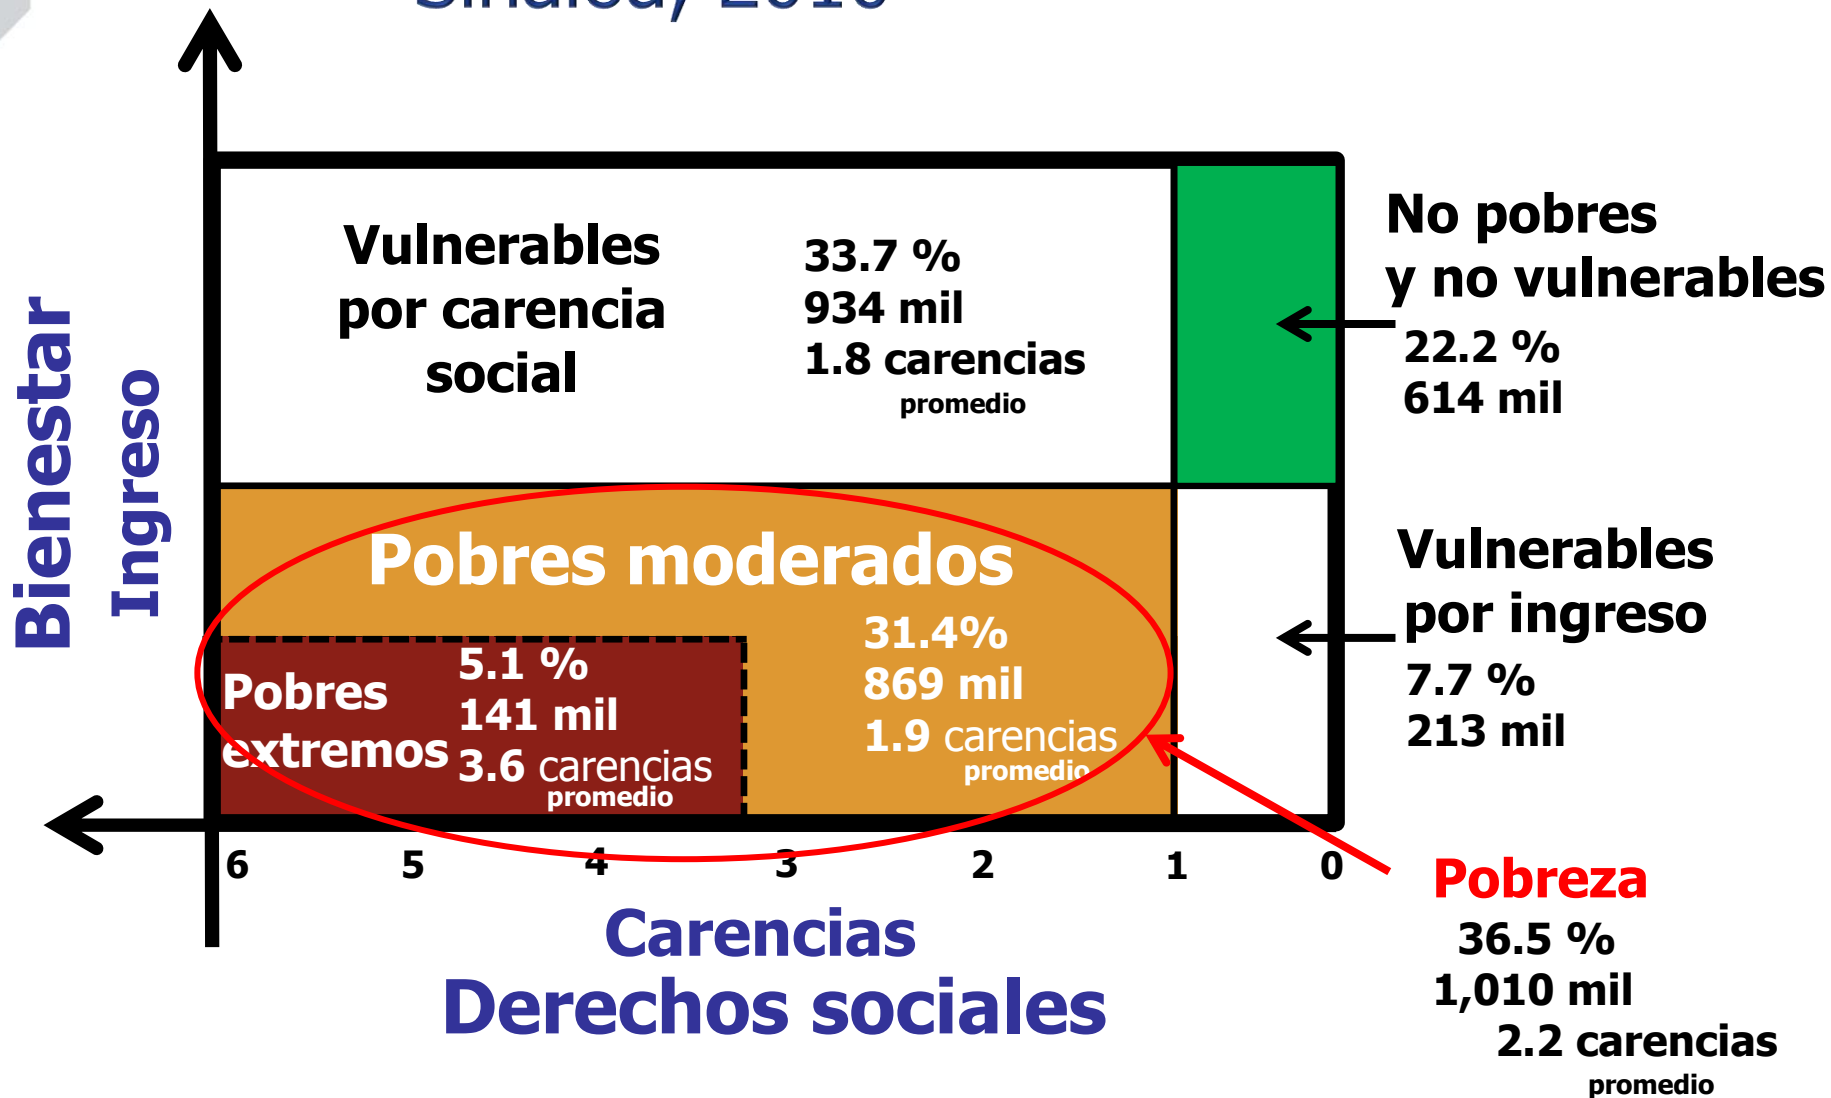 Sinaloa, 2010
Bienestar
Ingreso
Vulnerables
por carencia
social
33.7 %
934 mil
1.8 carencias
promedio
No pobres
y no vulnerables
22.2 %
614 mil
Pobres moderados
31.4%
869 mil
1.9 carencias
promedio
Pobres
extremos
5.1 %
141 mil
3.6 carencias
promedio
Vulnerables
por ingreso
7.7 %
213 mil
6 5 4 3 2 1 0
Carencias
Derechos sociales
Pobreza
36.5 %
1,010 mil
2.2 carencias
promedio